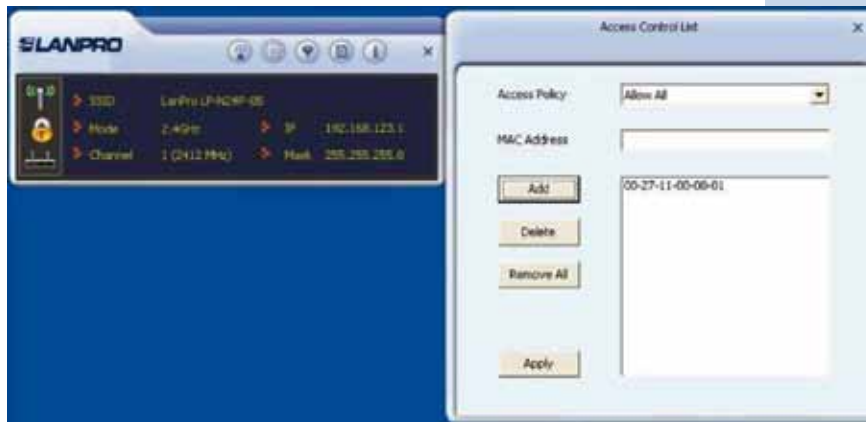 LANPRO
SSID LanPro LP-N24P-05
Mode 2.4GHz IP 192.168.123.1
Channel 1 (2412 MHz) Mask 255.255.255.0
Access Control List
Access Policy Allow All
MAC Address
Add 00-27-11-00-08-01
Delete
Remove All
Apply